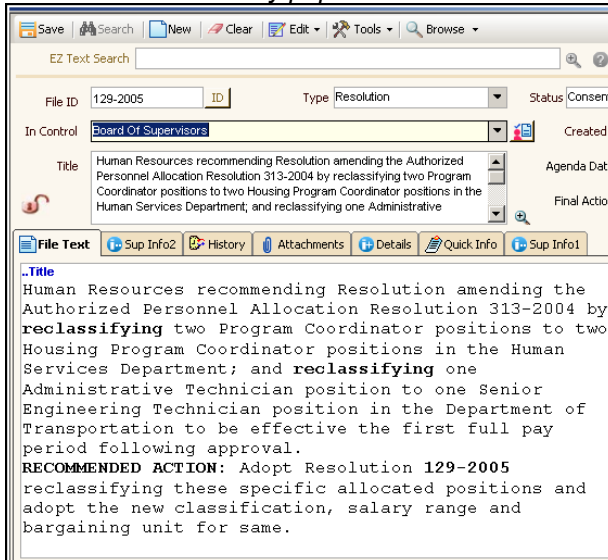 Save Search New Clear Edit Tools Browse
EZ Text Search
File ID 129-2005 ID Type Resolution Status Consent
In Control Board Of Supervisors Created
Title Human Resources recommending Resolution amending the Authorized
Personnel Allocation Resolution 313-2004 by reclassifying two Program
Coordinator positions to two Housing Program Coordinator positions in the
Human Services Department; and reclassifying one Administrative
Agenda Dat
Final Actio
File Text Sup Info2 History Attachments Details Quick Info Sup Info1
..Title
Human Resources recommending Resolution amending the
Authorized Personnel Allocation Resolution 313-2004 by
reclassifying two Program Coordinator positions to two
Housing Program Coordinator positions in the Human
Services Department; and reclassifying one
Administrative Technician position to one Senior
Engineering Technician position in the Department of
Transportation to be effective the first full pay
period following approval.
RECOMMENDED ACTION: Adopt Resolution 129-2005
reclassifying these specific allocated positions and
adopt the new classification, salary range and
bargaining unit for same.